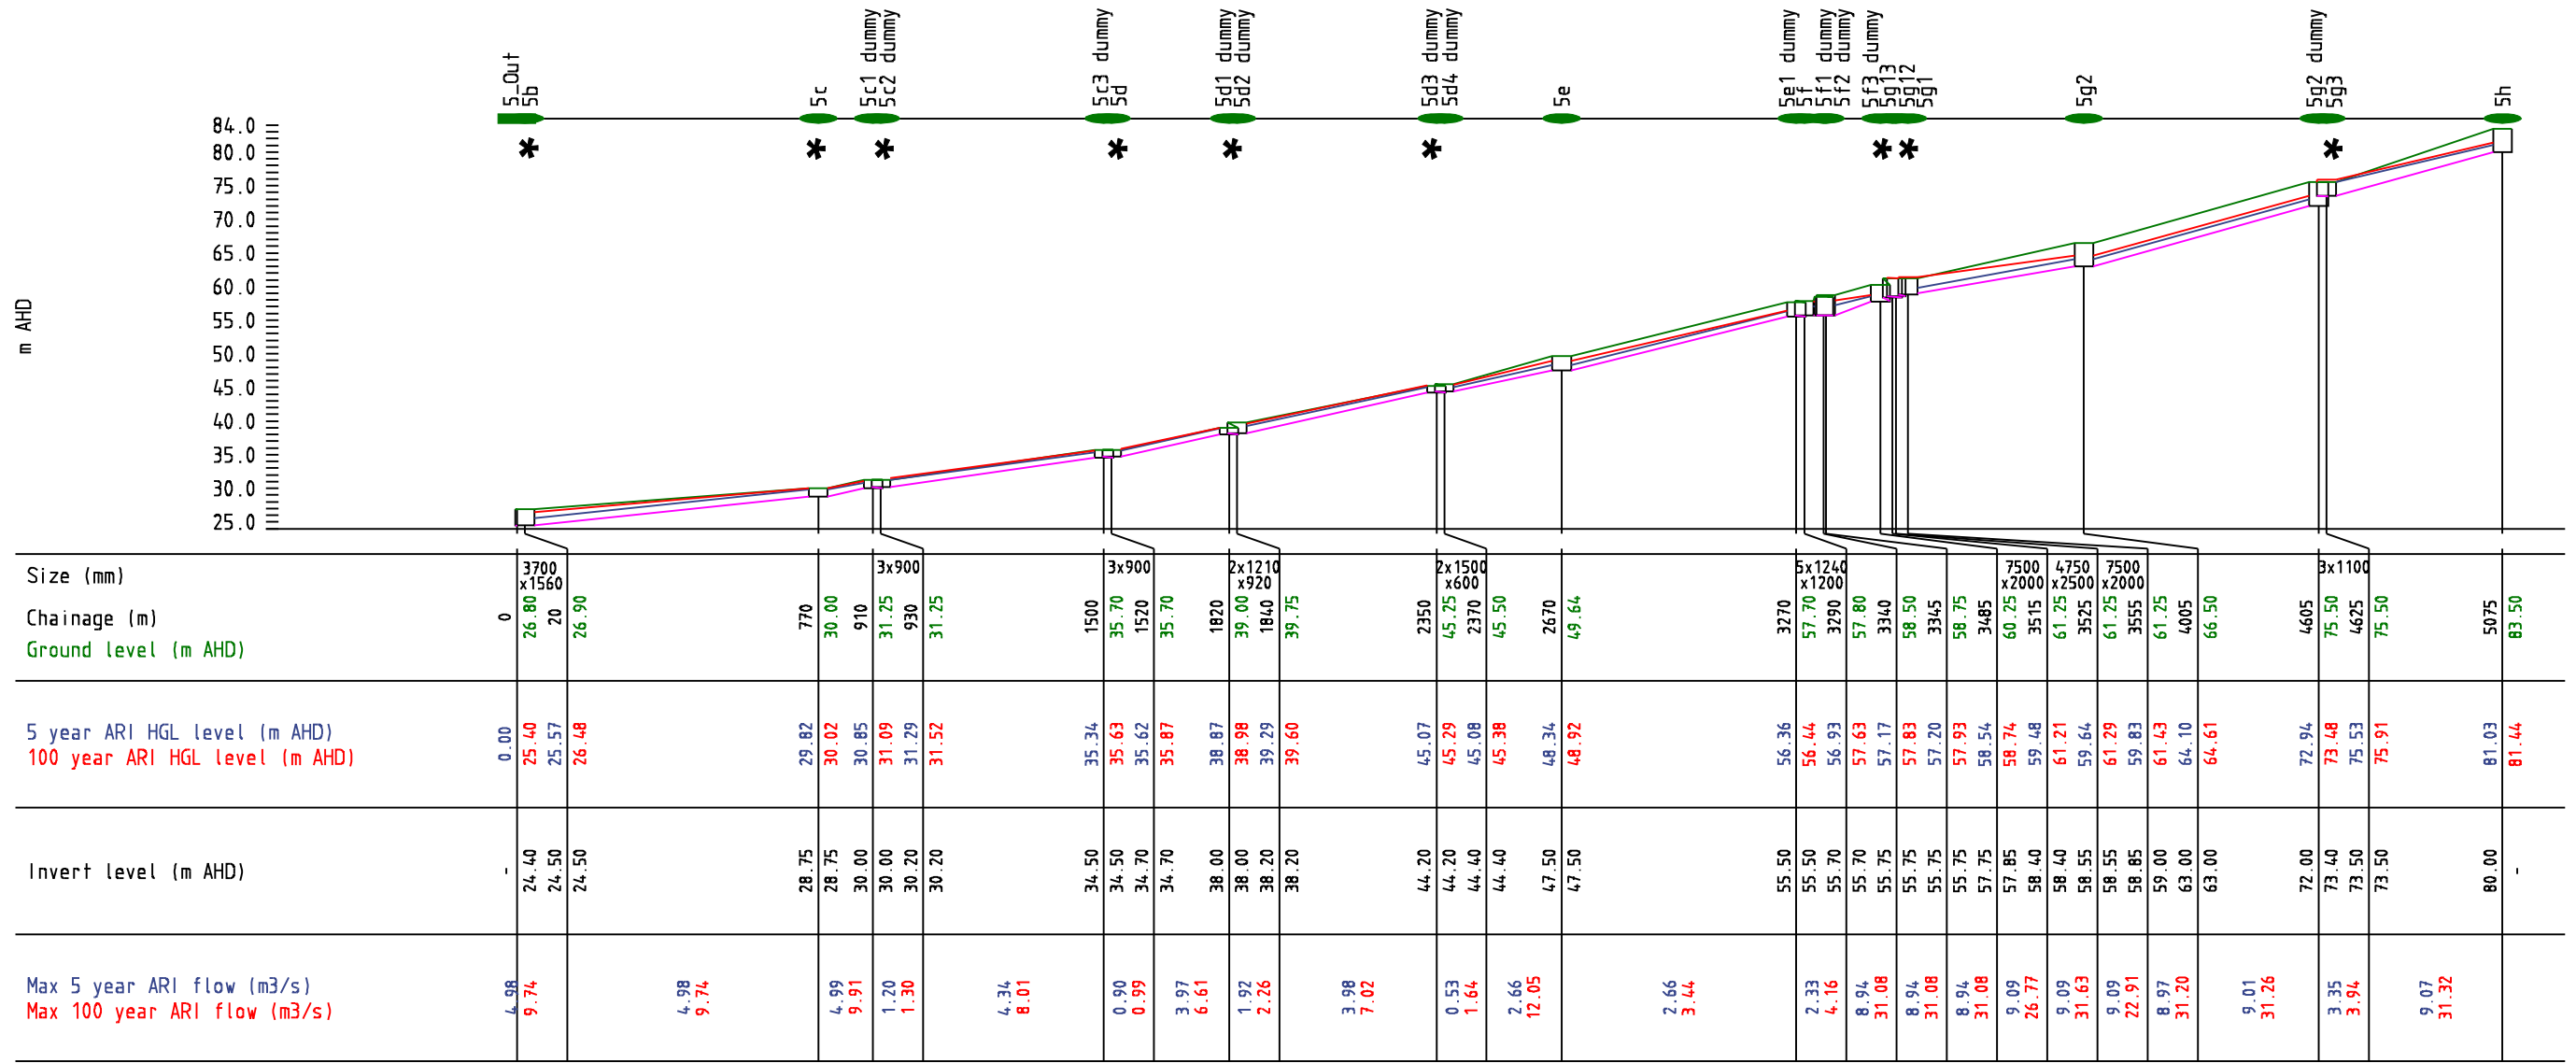 5_Out
5b
5c
5c1 dummy
5c2 dummy
5c3 dummy
5d
5d1 dummy
5d2 dummy
5d3 dummy
5d4 dummy
5e
5e1 dummy
5f
5f1 dummy
5f2 dummy
5f3 dummy
5g13
5g12
5g1
5g2
5g2 dummy
5g3
5h
* * * * * * * * *
m AHD
84.0
80.0
75.0
70.0
65.0
60.0
55.0
50.0
45.0
40.0
35.0
30.0
25.0
Size (mm)
3700 x1560
3x900
3x900
2x1210 x920
2x1500 x600
5x1240 x1200
7500 x2000
4750 x2500
7500 x2000
3x1100
Chainage (m)
0 20 770 910 930 1500 1520 1820 1840 2350 2370 2670 3270 3290 3340 3345 3485 3515 3525 3555 4005 4605 4625 5075
Ground level (m AHD)
26.80 26.90 30.00 31.25 31.25 35.70 35.70 39.00 39.75 45.25 45.50 49.64 57.70 57.80 58.50 58.75 60.25 61.25 61.25 61.25 66.50 75.50 75.50 83.50
5 year ARI HGL level (m AHD)
0.00 25.57 29.82 30.85 31.29 35.34 35.62 38.87 39.29 45.07 45.08 48.34 56.36 56.93 57.17 57.20 58.54 59.48 59.64 59.83 64.10 72.94 75.53 81.03
100 year ARI HGL level (m AHD)
25.40 26.48 30.02 31.09 31.52 35.63 35.87 38.98 39.60 45.29 45.38 48.92 56.44 57.63 57.83 57.93 58.74 61.21 61.29 61.43 64.61 73.48 75.91 81.44
Invert level (m AHD)
- 24.40 24.50 24.50 28.75 28.75 30.00 30.00 30.20 30.20 34.50 34.50 34.70 34.70 38.00 38.00 38.20 38.20 44.20 44.20 44.40 44.40 47.50 47.50 55.50 55.50 55.70 55.70 55.75 55.75 55.75 55.75 57.75 57.85 58.40 58.40 58.55 58.55 58.85 59.00 63.00 63.00 72.00 73.40 73.50 73.50 80.00 -
Max 5 year ARI flow (m3/s)
4.98 4.98 4.99 1.20 4.34 0.90 3.97 1.92 3.98 0.53 2.66 2.66 2.33 8.94 8.94 8.94 9.09 9.09 9.09 8.97 9.01 3.35 9.07
Max 100 year ARI flow (m3/s)
9.74 9.74 9.91 1.30 8.01 0.99 6.61 2.26 7.02 1.64 12.05 3.44 4.16 31.08 31.08 31.08 26.77 31.63 22.91 31.20 31.26 3.94 31.32